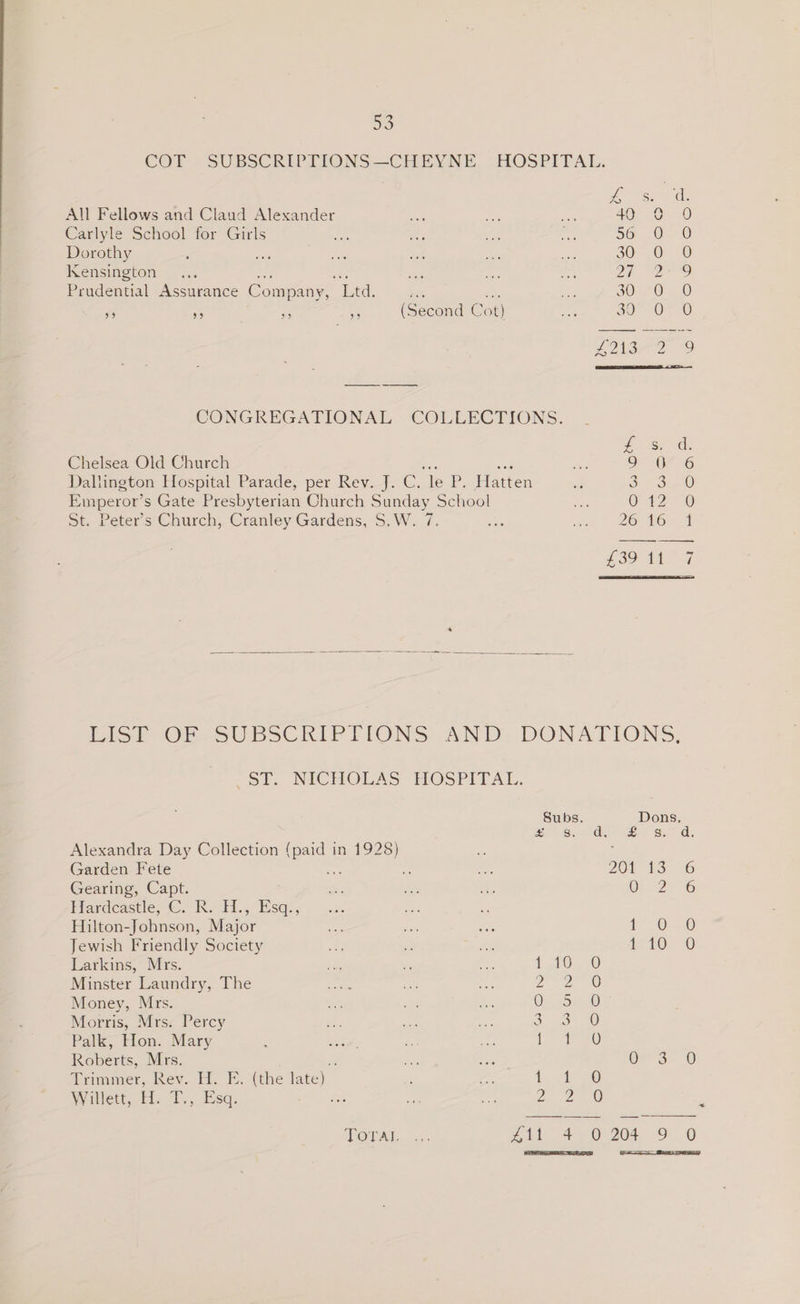 53
COT SUBSCRIPTIONS—CHEYNE HOSPITAL.
£ s. d.
All Fellows and Claud Alexander ... ... ... 40 0 0
Carlyle School for Girls ... ... ... ... 56 0 0
Dorothy ... ... ... ... ... 30 0 0
Kensington ... ... ... ... ... ... 27 2 9
Prudential Assurance Company, Ltd. ... ... ... 30 0 0
,, ,, ,, ,, (Second Cot) ... 30 0 0
£213 2 9
CONGREGATIONAL COLLECTIONS.
£ s. d.
Chelsea Old Church ... ... ... 9 0 6
Dallington Hospital Parade, per Rev. J. C. le P. Hatten .. 3 3 0
Emperor's Gate Presbyterian Church Sunday School ... 0 12 0
St. Peter's Church, Cranley Gardens, S.W. 7. ... ... 26 16 1
£39 11 7
LIST OF SUBSCRIPTIONS AND DONATIONS,
ST. NICHOLAS HOSPITAL.
Subs. Dons.
£ s. d. £ s. d.
Alexandra Day Collection (paid in 1928) ..
Garden Fete ... .. ... 201 13 6
Gearing, Capt. ... ... ... 0 2 6
Hardcastle, C. R. H., Esq., ... ... ..
Hilton-Johnson, Major ... ... ... 1 0 0
Jewish Friendly Society ... .. ... 1 10 0
Larkins, Mrs. ... .. ... 1 10 0
Minster Laundry, The ... ... ... 2 2 0
Money, Mrs. ... .. ... 0 5 0
Morris, Mrs. Percy ... ... ... 3 3 0
Palk, Hon. Mary ... ... ... 1 1 0
Roberts, Mrs. .. ... ... 0 3 0
Trimmer, Rev. H. E. (the late) .. ... 1 1 0
Willett, H. T., Esq. ... ... ... 2 2 0
TOTAL ... £11 4 0 204 9 0